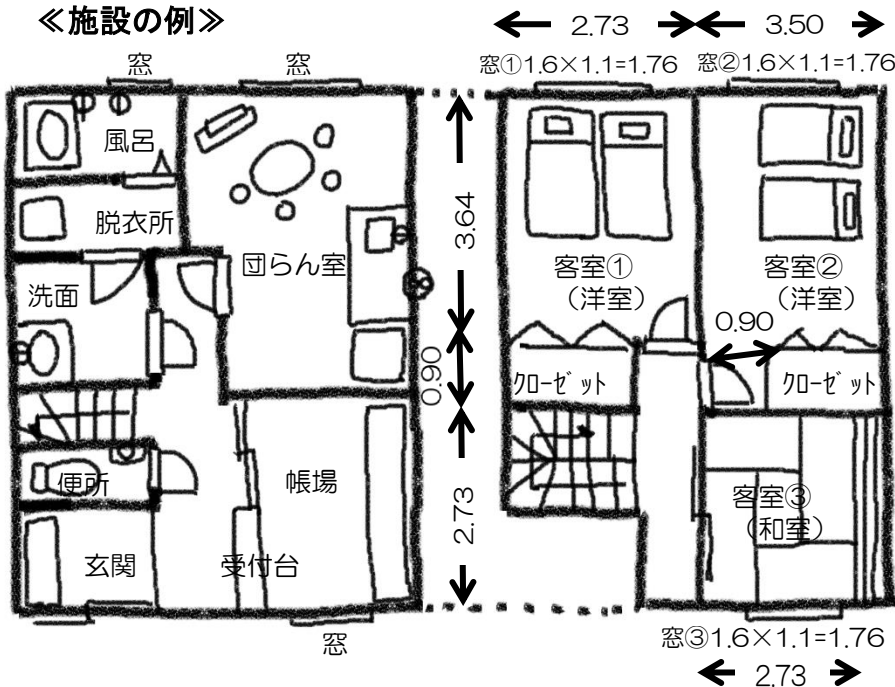 ≪施設の例≫
2.73
3.50
窓
窓
窓①1.6×1.1=1.76
窓②1.6×1.1=1.76
風呂
脱衣所
団らん室
洗面
3.64
客室①
（洋室）
客室②
（洋室）
0.90
0.90
クローゼット
クローゼット
便所
帳場
2.73
客室③
（和室）
玄関
受付台
窓
窓③1.6×1.1=1.76
2.73